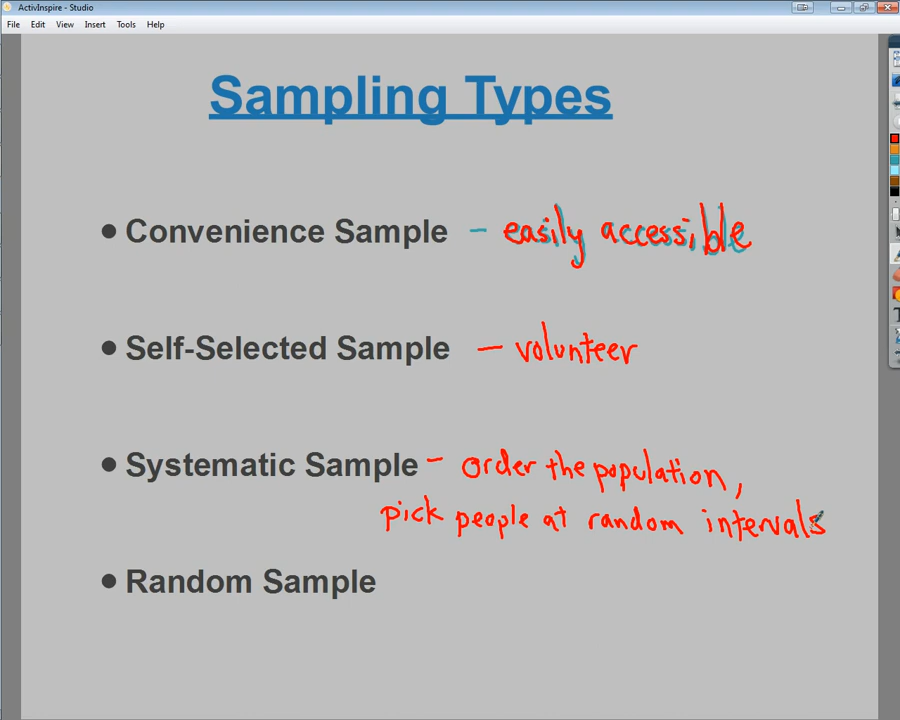 ActivInspire - Studio
File Edit View Insert Tools Help
Sampling Types
• Convenience Sample - easily accessible
• Self-Selected Sample - volunteer
• Systematic Sample - order the population,
pick people at random intervals
• Random Sample